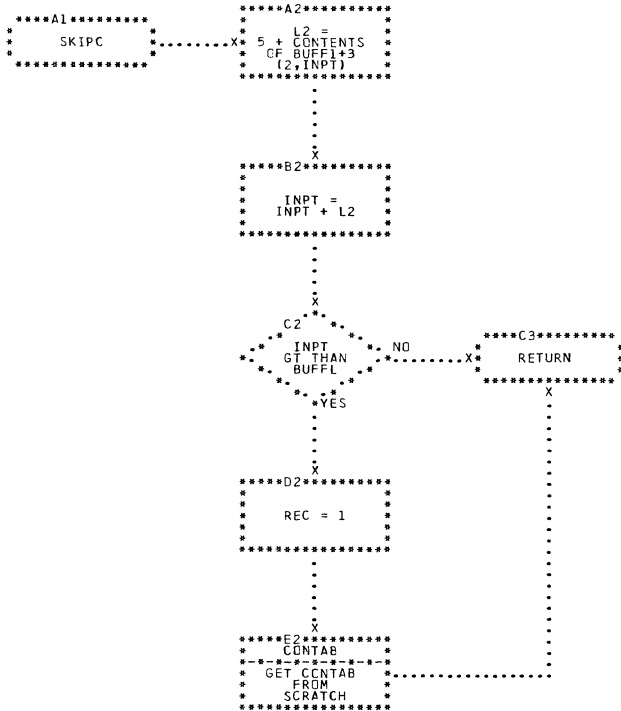 A1
SKIPC
A2
L2 =
5 + CONTENTS
OF BUFF1+3
(2,INPT)
B2
INPT =
INPT + L2
C2
INPT
GT THAN
BUFFL
NO
YES
C3
RETURN
D2
REC = 1
E2
CONTAB
GET CCNTAB
FROM
SCRATCH